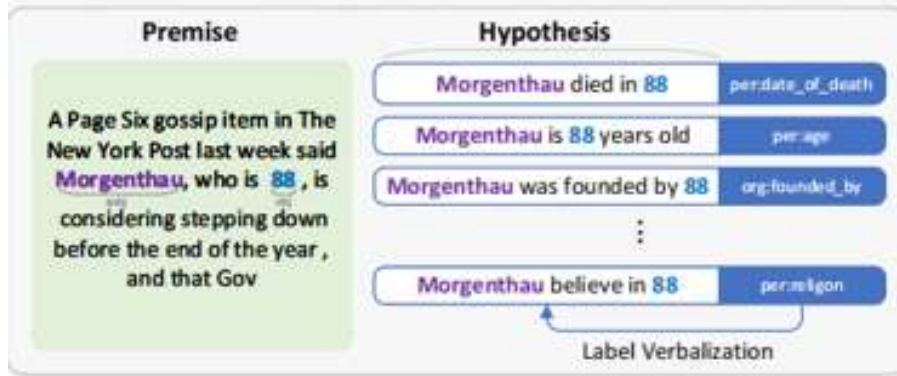 Premise
Hypothesis
A Page Six gossip item in The
New York Post last week said
Morgenthau, who is 88 , is
subj
obj
considering stepping down
before the end of the year ,
and that Gov
Morgenthau died in 88 per:date_of_death
Morgenthau is 88 years old per:age
Morgenthau was founded by 88 org:founded_by
⋮
Morgenthau believe in 88 per:religon
Label Verbalization